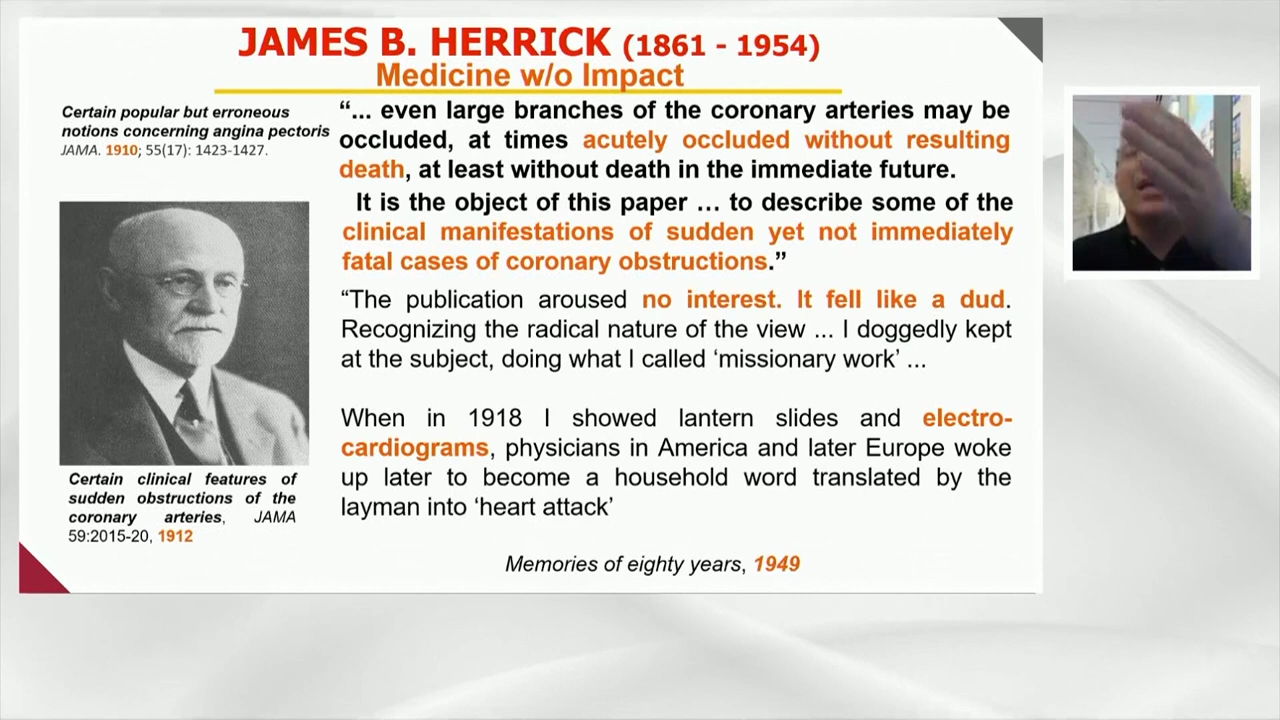 JAMES B. HERRICK (1861 - 1954)
Medicine w/o Impact
Certain popular but erroneous
notions concerning angina pectoris
JAMA. 1910; 55(17): 1423-1427.
“... even large branches of the coronary arteries may be
occluded, at times acutely occluded without resulting
death, at least without death in the immediate future.
It is the object of this paper … to describe some of the
clinical manifestations of sudden yet not immediately
fatal cases of coronary obstructions.”
“The publication aroused no interest. It fell like a dud.
Recognizing the radical nature of the view ... I doggedly kept
at the subject, doing what I called ‘missionary work’ ...
When in 1918 I showed lantern slides and electro-
cardiograms, physicians in America and later Europe woke
up later to become a household word translated by the
layman into ‘heart attack’
Certain clinical features of
sudden obstructions of the
coronary arteries, JAMA
59:2015-20, 1912
Memories of eighty years, 1949